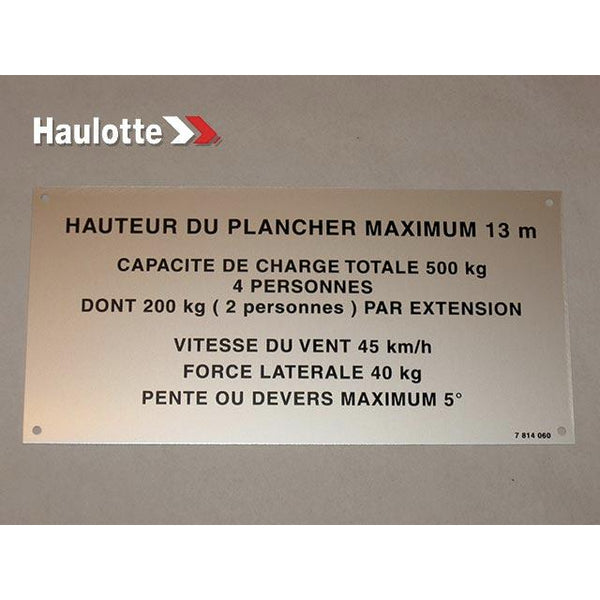 Haulotte
HAUTEUR DU PLANCHER MAXIMUM 13 m
CAPACITE DE CHARGE TOTALE 500 kg
4 PERSONNES
DONT 200 kg ( 2 personnes ) PAR EXTENSION
VITESSE DU VENT 45 km/h
FORCE LATERALE 40 kg
PENTE OU DEVERS MAXIMUM 5°
7 814 060